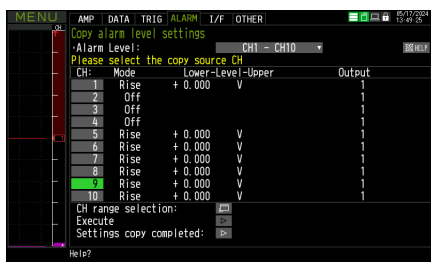 MENU AMP DATA TRIG ALARM I/F OTHER 05/17/2024
13:49:25
CH
Copy alarm level settings
·Alarm Level: CH1 - CH10 HELP
Please select the copy source CH
CH: Mode Lower-Level-Upper Output
1 Rise + 0.000 V 1
2 Off 1
3 Off 1
4 Off 1
5 Rise + 0.000 V 1
6 Rise + 0.000 V 1
7 Rise + 0.000 V 1
8 Rise + 0.000 V 1
9 Rise + 0.000 V 1
10 Rise + 0.000 V 1
CH range selection:
Execute
Settings copy completed:
Help?